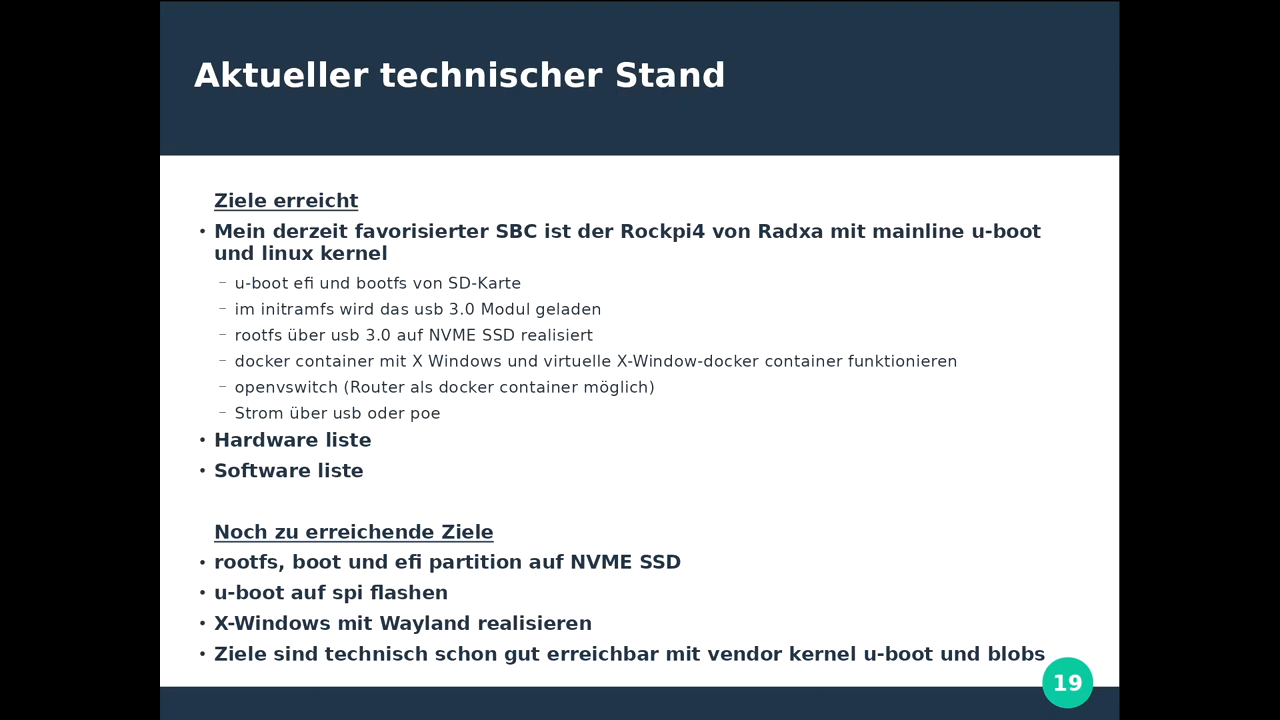 Aktueller technischer Stand
Ziele erreicht
• Mein derzeit favorisierter SBC ist der Rockpi4 von Radxa mit mainline u-boot
und linux kernel
– u-boot efi und bootfs von SD-Karte
– im initramfs wird das usb 3.0 Modul geladen
– rootfs über usb 3.0 auf NVME SSD realisiert
– docker container mit X Windows und virtuelle X-Window-docker container funktionieren
– openvswitch (Router als docker container möglich)
– Strom über usb oder poe
• Hardware liste
• Software liste
Noch zu erreichende Ziele
• rootfs, boot und efi partition auf NVME SSD
• u-boot auf spi flashen
• X-Windows mit Wayland realisieren
• Ziele sind technisch schon gut erreichbar mit vendor kernel u-boot und blobs
19